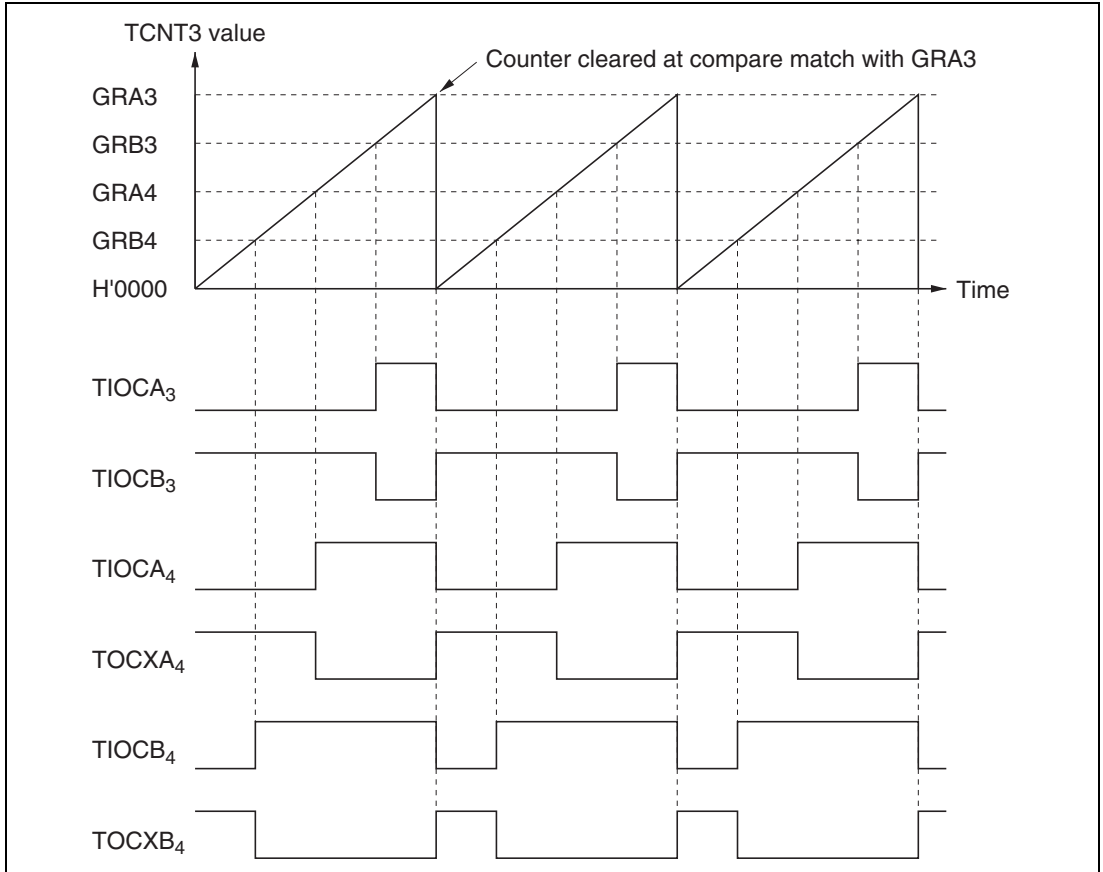 TCNT3 value
Counter cleared at compare match with GRA3
GRA3
GRB3
GRA4
GRB4
H'0000
Time
TIOCA3
TIOCB3
TIOCA4
TOCXA4
TIOCB4
TOCXB4